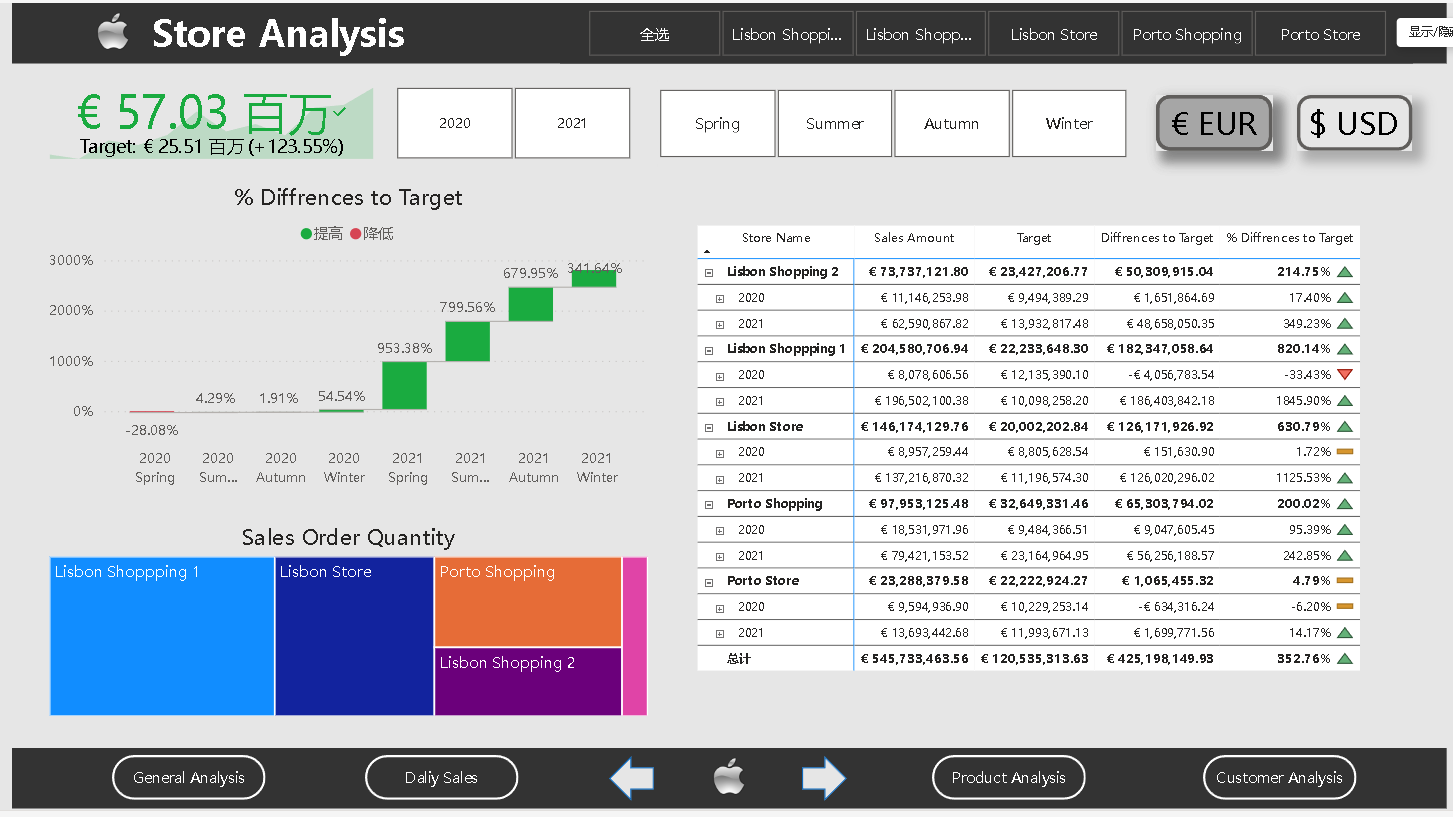 Store Analysis
全选
Lisbon Shoppi...
Lisbon Shopp...
Lisbon Store
Porto Shopping
Porto Store
显示/隐
€ 57.03 百万
Target: € 25.51 百万 (+123.55%)
2020
2021
Spring
Summer
Autumn
Winter
€ EUR
$ USD
% Diffrences to Target
提高 降低
3000%
2000%
1000%
0%
-28.08%
4.29%
1.91%
54.54%
953.38%
799.56%
679.95%
341.64%
2020 Spring
2020 Sum...
2020 Autumn
2020 Winter
2021 Spring
2021 Sum...
2021 Autumn
2021 Winter
Sales Order Quantity
Lisbon Shoppping 1
Lisbon Store
Porto Shopping
Lisbon Shopping 2
Store Name Sales Amount Target Diffrences to Target % Diffrences to Target
Lisbon Shopping 2 € 73,737,121.80 € 23,427,206.77 € 50,309,915.04 214.75%
2020 € 11,146,253.98 € 9,494,389.29 € 1,651,864.69 17.40%
2021 € 62,590,867.82 € 13,932,817.48 € 48,658,050.35 349.23%
Lisbon Shoppping 1 € 204,580,706.94 € 22,233,648.30 € 182,347,058.64 820.14%
2020 € 8,078,606.56 € 12,135,390.10 -€ 4,056,783.54 -33.43%
2021 € 196,502,100.38 € 10,098,258.20 € 186,403,842.18 1845.90%
Lisbon Store € 146,174,129.76 € 20,002,202.84 € 126,171,926.92 630.79%
2020 € 8,957,259.44 € 8,805,628.54 € 151,630.90 1.72%
2021 € 137,216,870.32 € 11,196,574.30 € 126,020,296.02 1125.53%
Porto Shopping € 97,953,125.48 € 32,649,331.46 € 65,303,794.02 200.02%
2020 € 18,531,971.96 € 9,484,366.51 € 9,047,605.45 95.39%
2021 € 79,421,153.52 € 23,164,964.95 € 56,256,188.57 242.85%
Porto Store € 23,288,379.58 € 22,222,924.27 € 1,065,455.32 4.79%
2020 € 9,594,936.90 € 10,229,253.14 -€ 634,316.24 -6.20%
2021 € 13,693,442.68 € 11,993,671.13 € 1,699,771.56 14.17%
总计 € 545,733,463.56 € 120,535,313.63 € 425,198,149.93 352.76%
General Analysis
Daliy Sales
Product Analysis
Customer Analysis